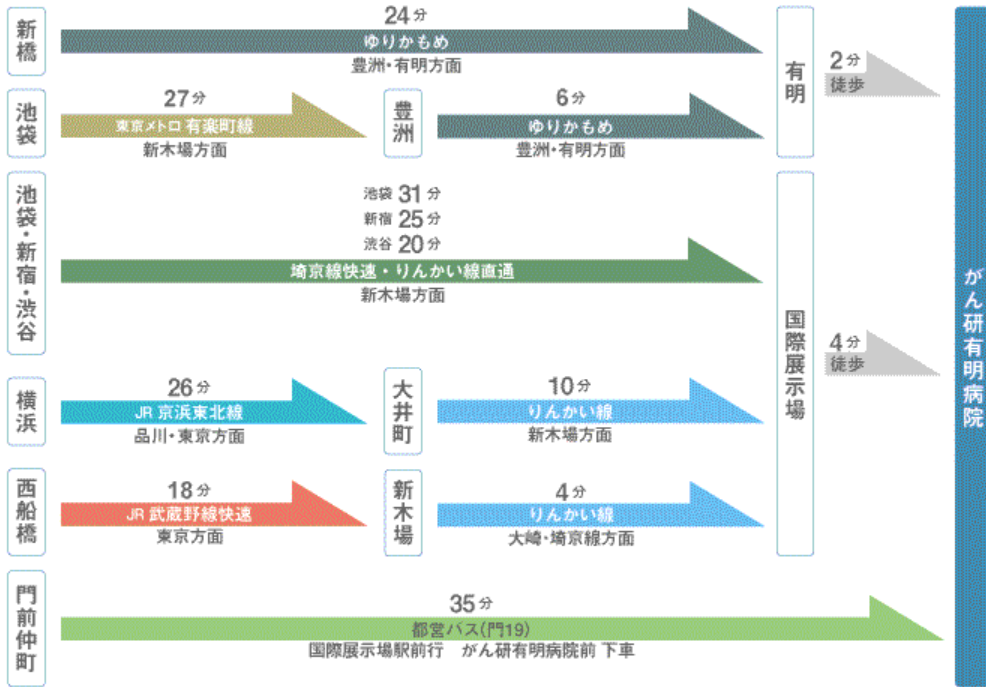 新橋
24分
ゆりかもめ
豊洲・有明方面
有明
2分
徒歩
池袋
27分
東京メトロ 有楽町線
新木場方面
豊洲
6分
ゆりかもめ
豊洲・有明方面
池袋・新宿・渋谷
池袋 31分
新宿 25分
渋谷 20分
埼京線快速・りんかい線直通
新木場方面
国際展示場
4分
徒歩
がん研有明病院
横浜
26分
JR 京浜東北線
品川・東京方面
大井町
10分
りんかい線
新木場方面
西船橋
18分
JR 武蔵野線快速
東京方面
新木場
4分
りんかい線
大崎・埼京線方面
門前仲町
35分
都営バス(門19)
国際展示場駅前行 がん研有明病院前 下車